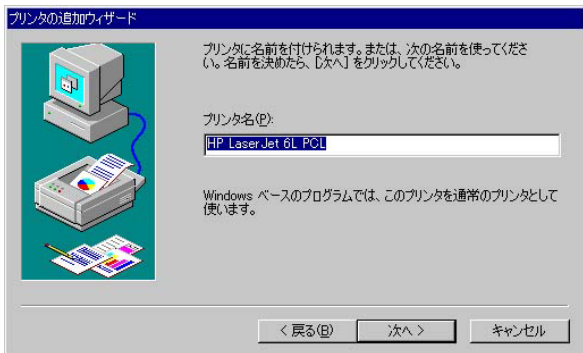 プリンタの追加ウィザード
プリンタに名前を付けられます。または、次の名前を使ってくださ
い。名前を決めたら、[次へ] をクリックしてください。
プリンタ名(P):
HP LaserJet 6L PCL
Windows ベースのプログラムでは、このプリンタを通常のプリンタとして
使います。
< 戻る(B)
次へ >
キャンセル